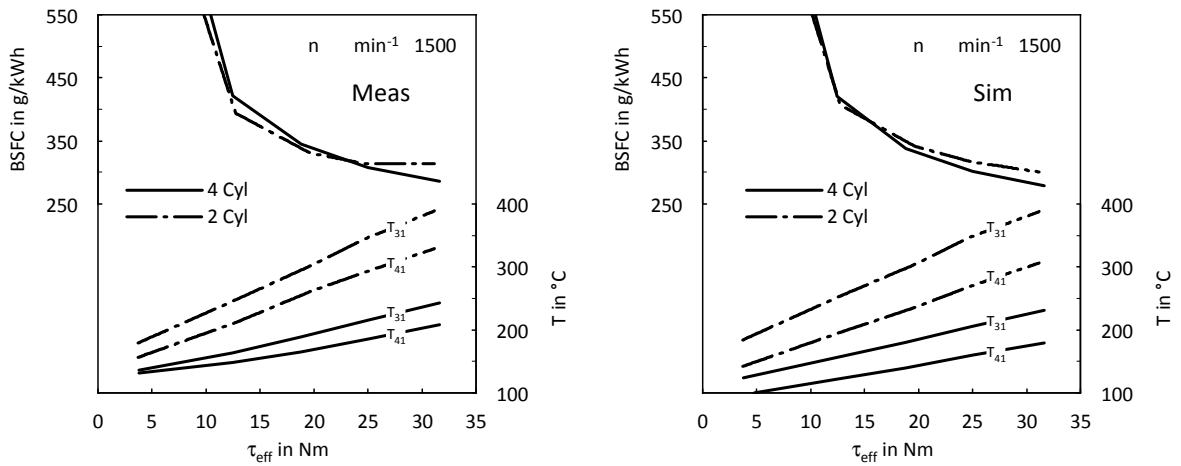 550
n min⁻¹ 1500
450
Meas
350
BSFC in g/kWh
4 Cyl
250
400
2 Cyl
T₃₁
T₄₁
300
T₃₁
200
T₄₁
100
T in °C
0 5 10 15 20 25 30 35
τeff in Nm
550
n min⁻¹ 1500
450
Sim
350
BSFC in g/kWh
4 Cyl
250
400
2 Cyl
T₃₁
T₄₁
300
T₃₁
200
T₄₁
100
T in °C
0 5 10 15 20 25 30 35
τeff in Nm